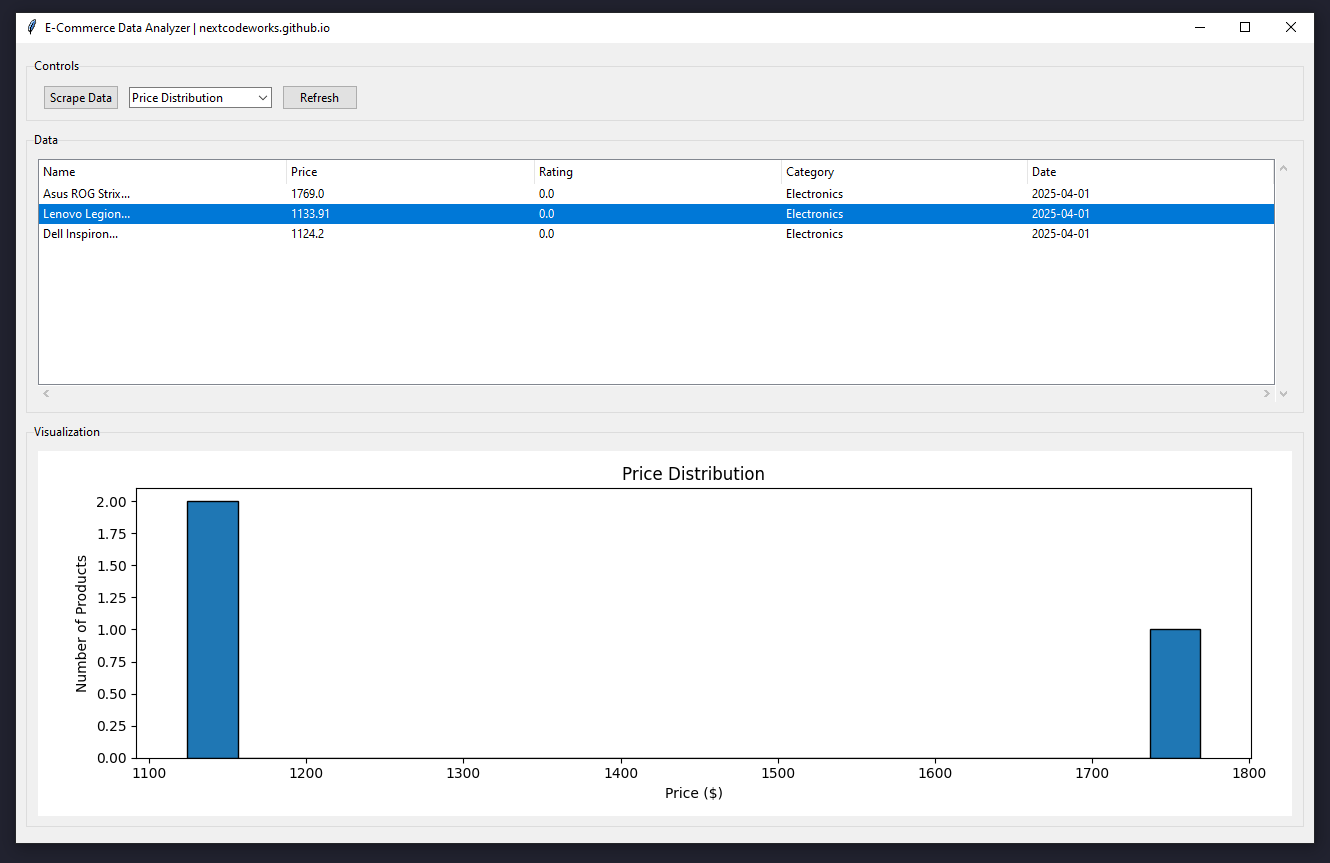 E-Commerce Data Analyzer | nextcodeworks.github.io
Controls
Scrape Data Price Distribution Refresh
Data
Name Price Rating Category Date
Asus ROG Strix... 1769.0 0.0 Electronics 2025-04-01
Lenovo Legion... 1133.91 0.0 Electronics 2025-04-01
Dell Inspiron... 1124.2 0.0 Electronics 2025-04-01
Visualization
Price Distribution
Number of Products
2.00
1.75
1.50
1.25
1.00
0.75
0.50
0.25
0.00
1100 1200 1300 1400 1500 1600 1700 1800
Price ($)